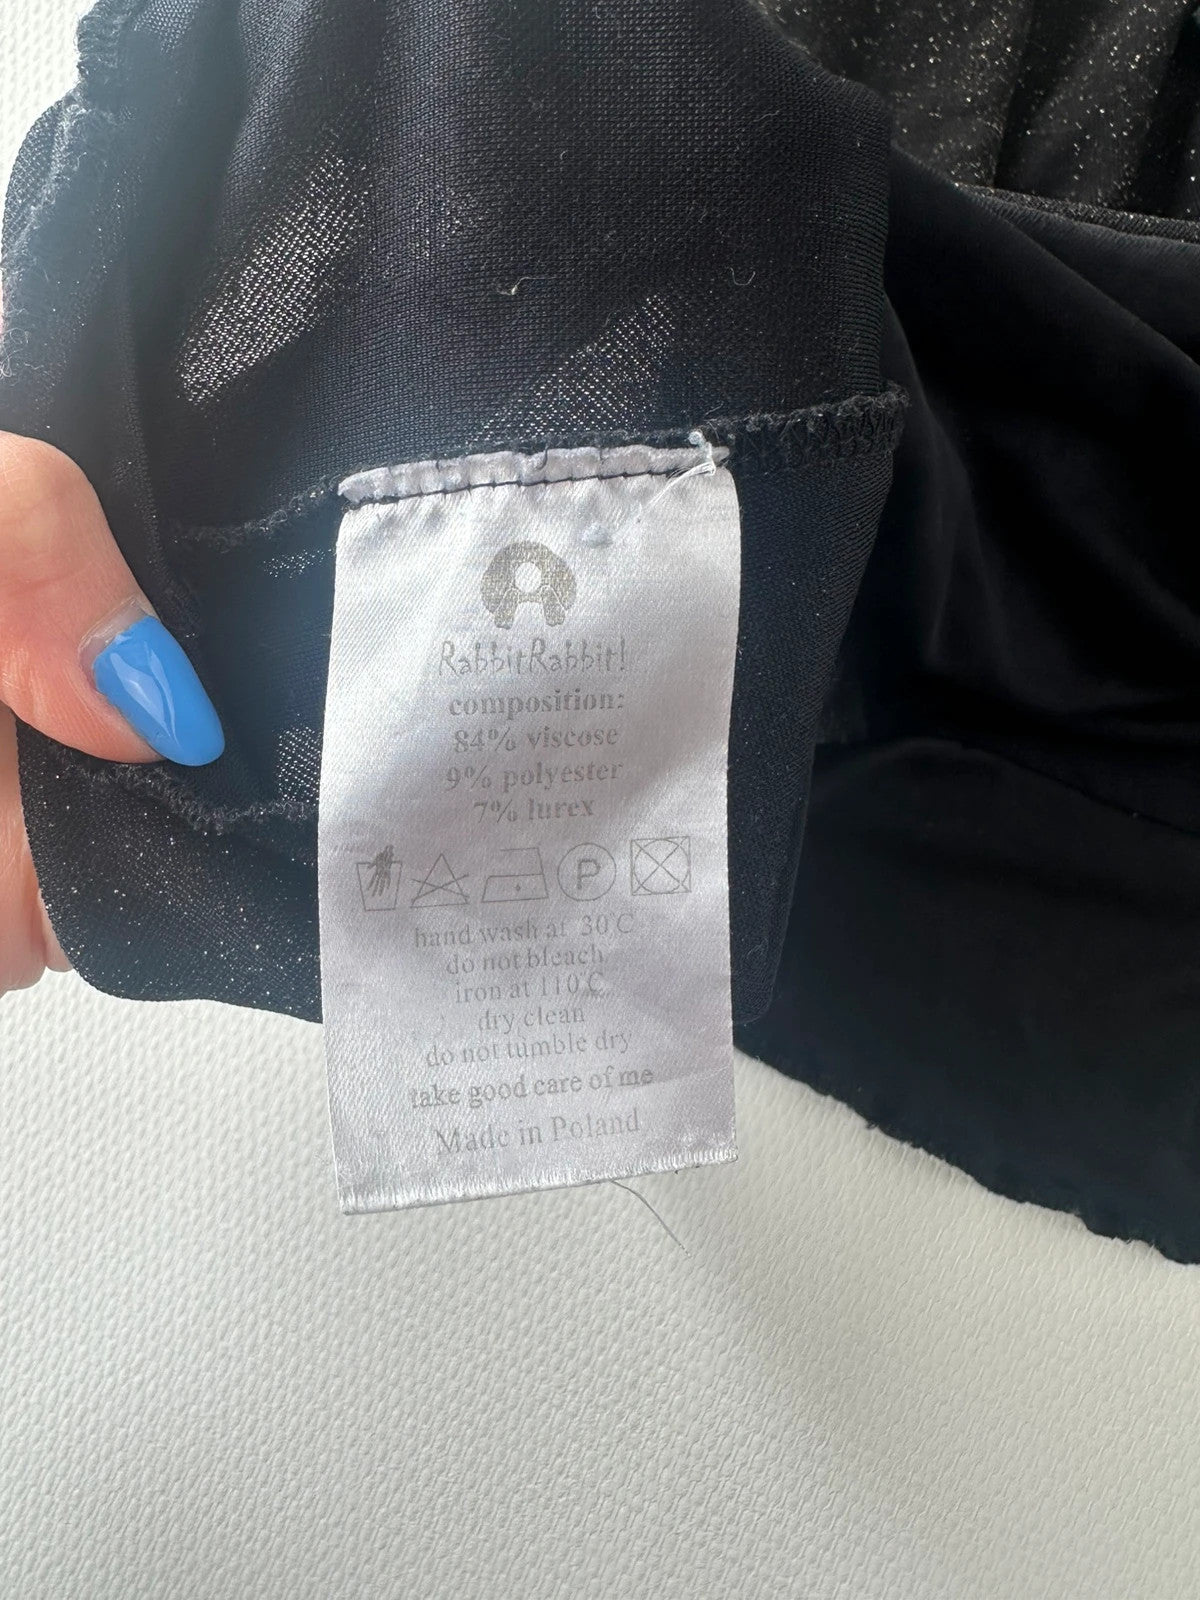 RabbitRabbit!
composition:
84% viscose
9% polyester
7% lurex
P
hand wash at 30°C
do not bleach
iron at 110°C
dry clean
do not tumble dry
take good care of me
Made in Poland